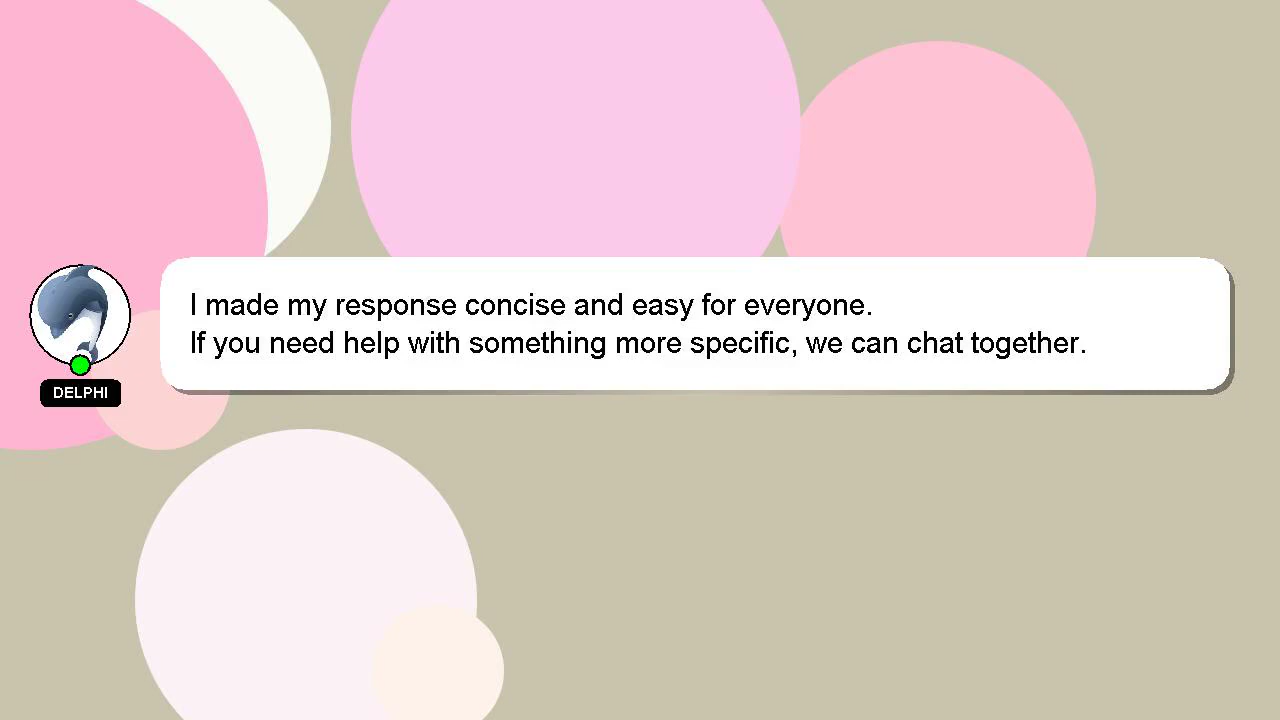 I made my response concise and easy for everyone.
If you need help with something more specific, we can chat together.
DELPHI